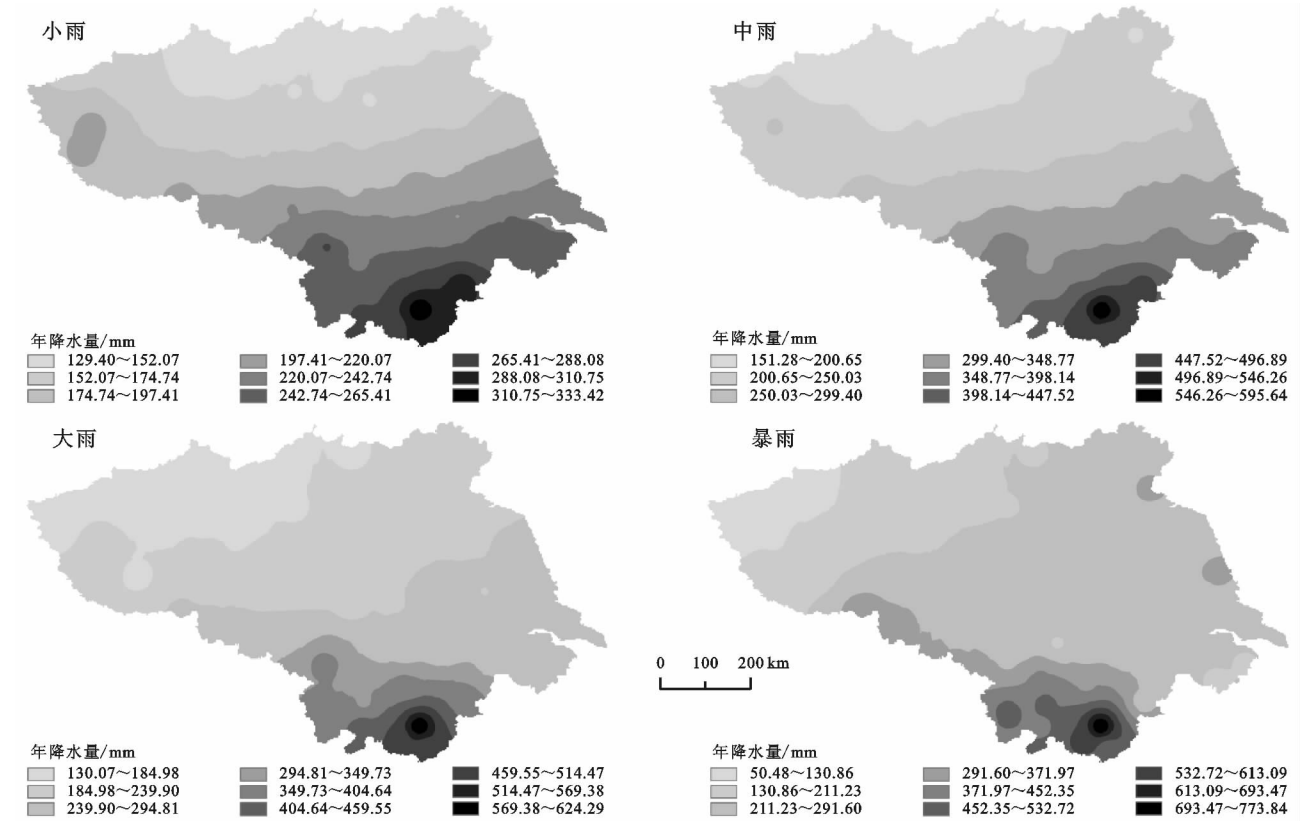 小雨
年降水量/mm
129.40～152.07 197.41～220.07 265.41～288.08
152.07～174.74 220.07～242.74 288.08～310.75
174.74～197.41 242.74～265.41 310.75～333.42
中雨
年降水量/mm
151.28～200.65 299.40～348.77 447.52～496.89
200.65～250.03 348.77～398.14 496.89～546.26
250.03～299.40 398.14～447.52 546.26～595.64
大雨
年降水量/mm
130.07～184.98 294.81～349.73 459.55～514.47
184.98～239.90 349.73～404.64 514.47～569.38
239.90～294.81 404.64～459.55 569.38～624.29
0 100 200 km
暴雨
年降水量/mm
50.48～130.86 291.60～371.97 532.72～613.09
130.86～211.23 371.97～452.35 613.09～693.47
211.23～291.60 452.35～532.72 693.47～773.84